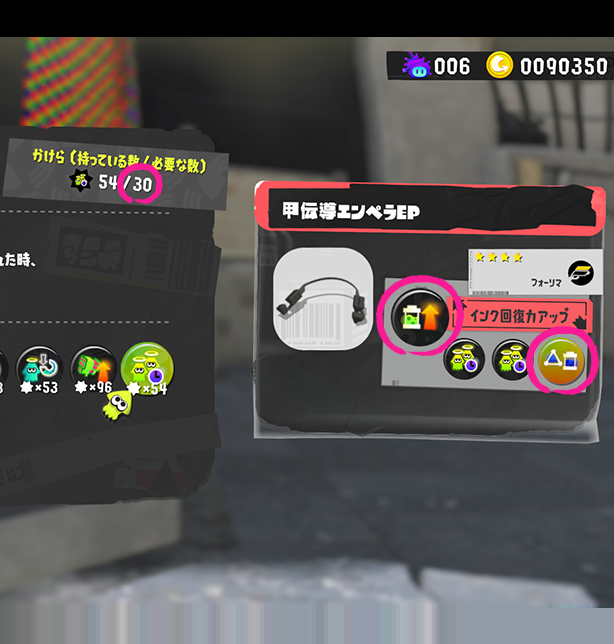 006
0090350
かけら(持っている数/必要な数)
54/30
れた時、
×53
×96
×54
甲伝導エンペラEP
フォーリマ
インク回復力アップ